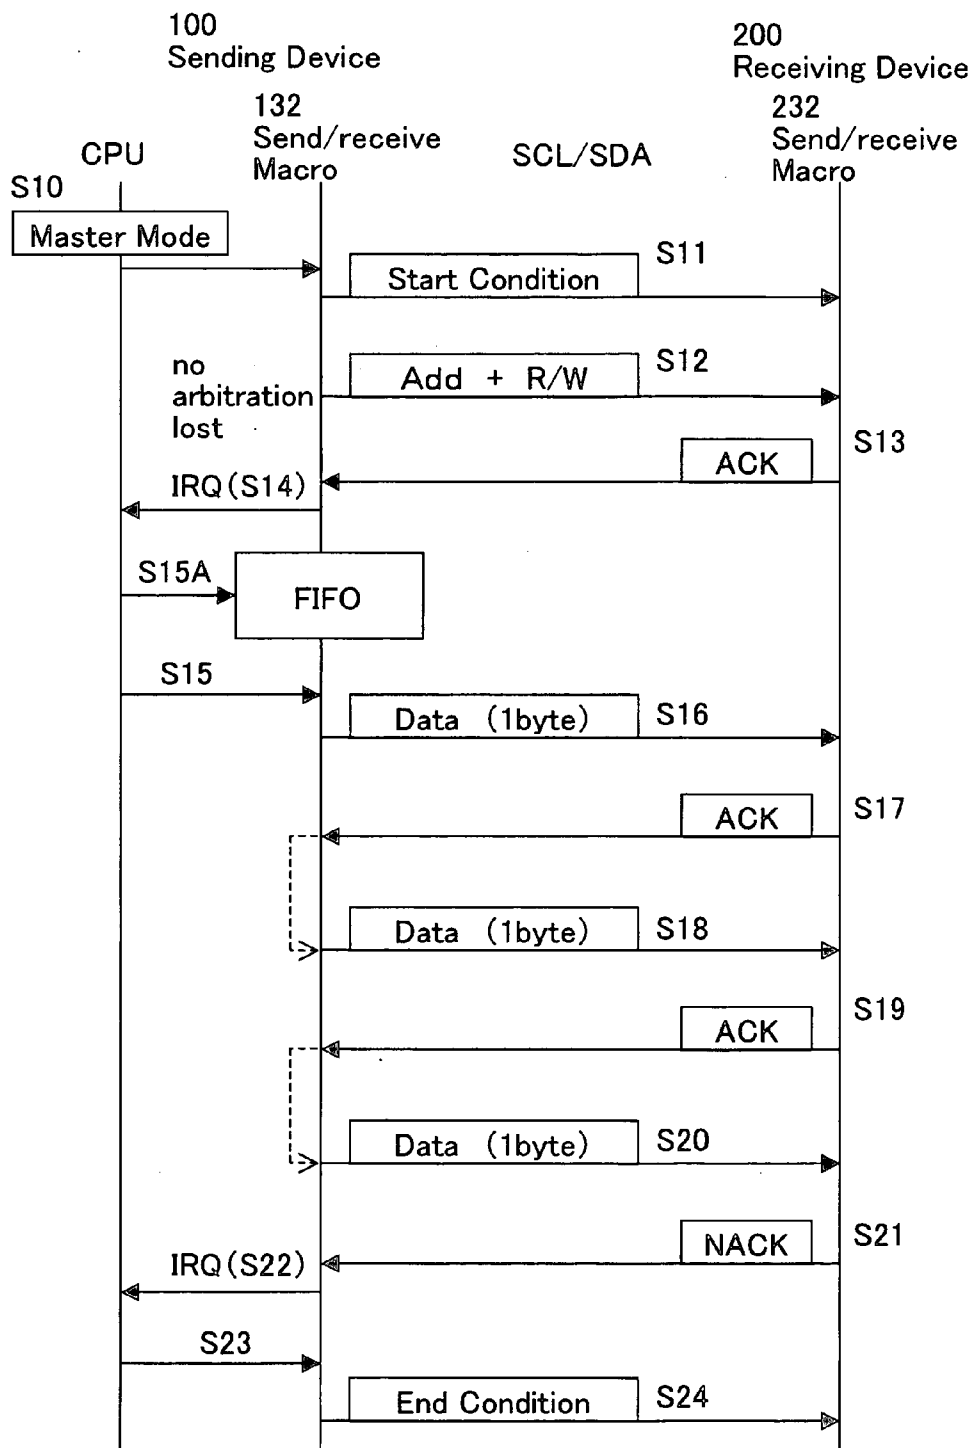 100
Sending Device
200
Receiving Device
132
Send/receive
Macro
232
Send/receive
Macro
CPU
SCL/SDA
S10
Master Mode
S11
Start Condition
no
arbitration
lost
S12
Add + R/W
S13
ACK
IRQ(S14)
S15A
FIFO
S15
Data (1byte)
S16
ACK
S17
Data (1byte)
S18
ACK
S19
Data (1byte)
S20
NACK
S21
IRQ(S22)
S23
End Condition
S24